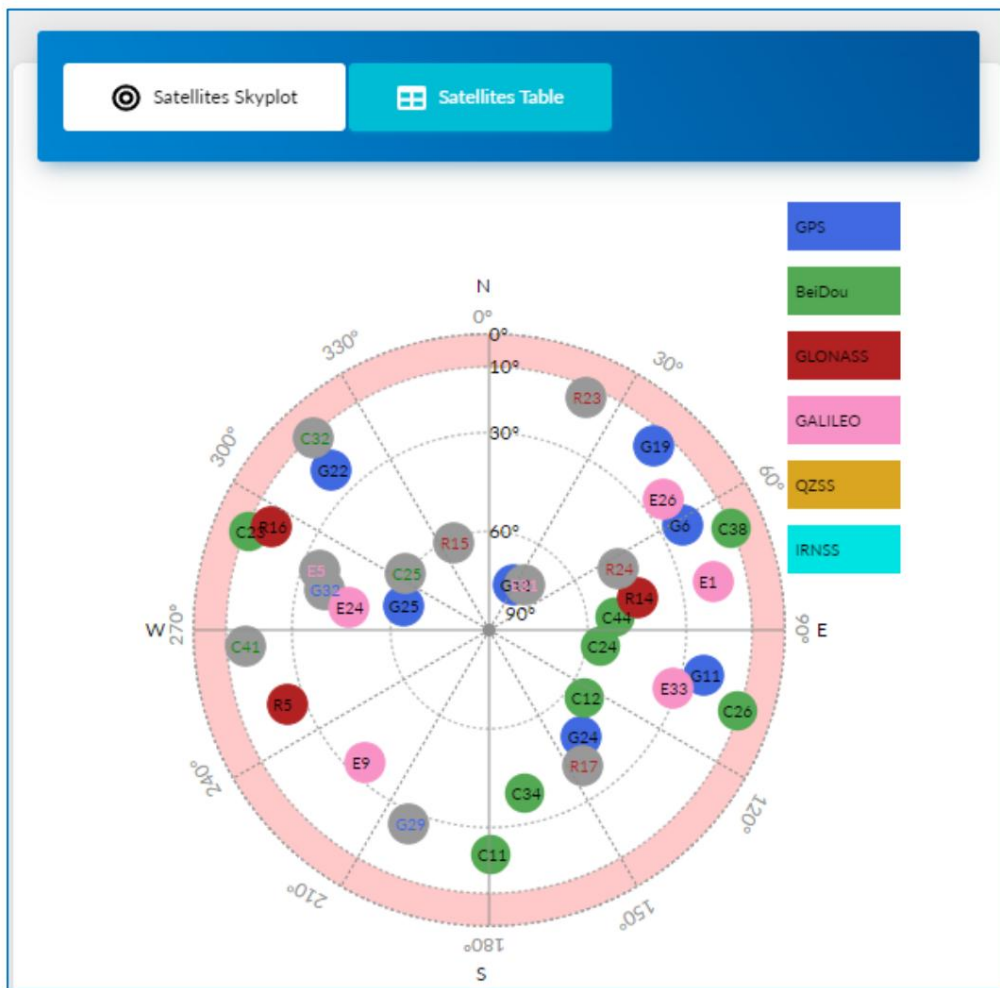 Satellites Skyplot
Satellites Table
GPS
BeiDou
GLONASS
GALILEO
QZSS
IRNSS
N
0°
0°
330°
30°
10°
R23
C32
30°
G19
300°
G22
E26
60°
G6
C38
R16
60°
R15
E5
C25
R24
E1
G32
R14
E24
G25
90°
C44
W
270°
90°
E
C41
C24
G11
E33
R5
C12
C26
G24
E9
R17
240°
C34
120°
G29
C11
210°
150°
180°
S